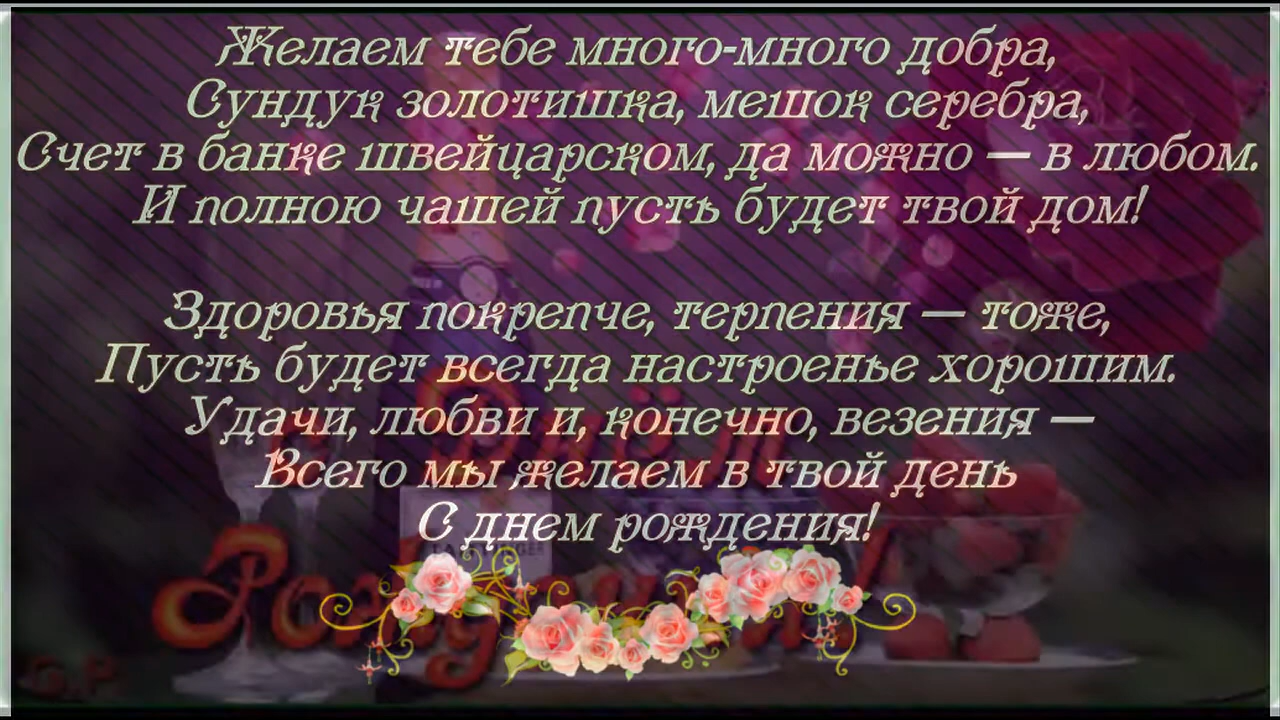 Желаем тебе много-много добра,
Сундук золотишка, мешок серебра,
Счет в банке швейцарском, да можно — в любом.
И полною чашей пусть будет твой дом!
Здоровья покрепче, терпения — тоже,
Пусть будет всегда настроенье хорошим.
Удачи, любви и, конечно, везения —
Всего мы желаем в твой день
С днем рождения!
С Днём